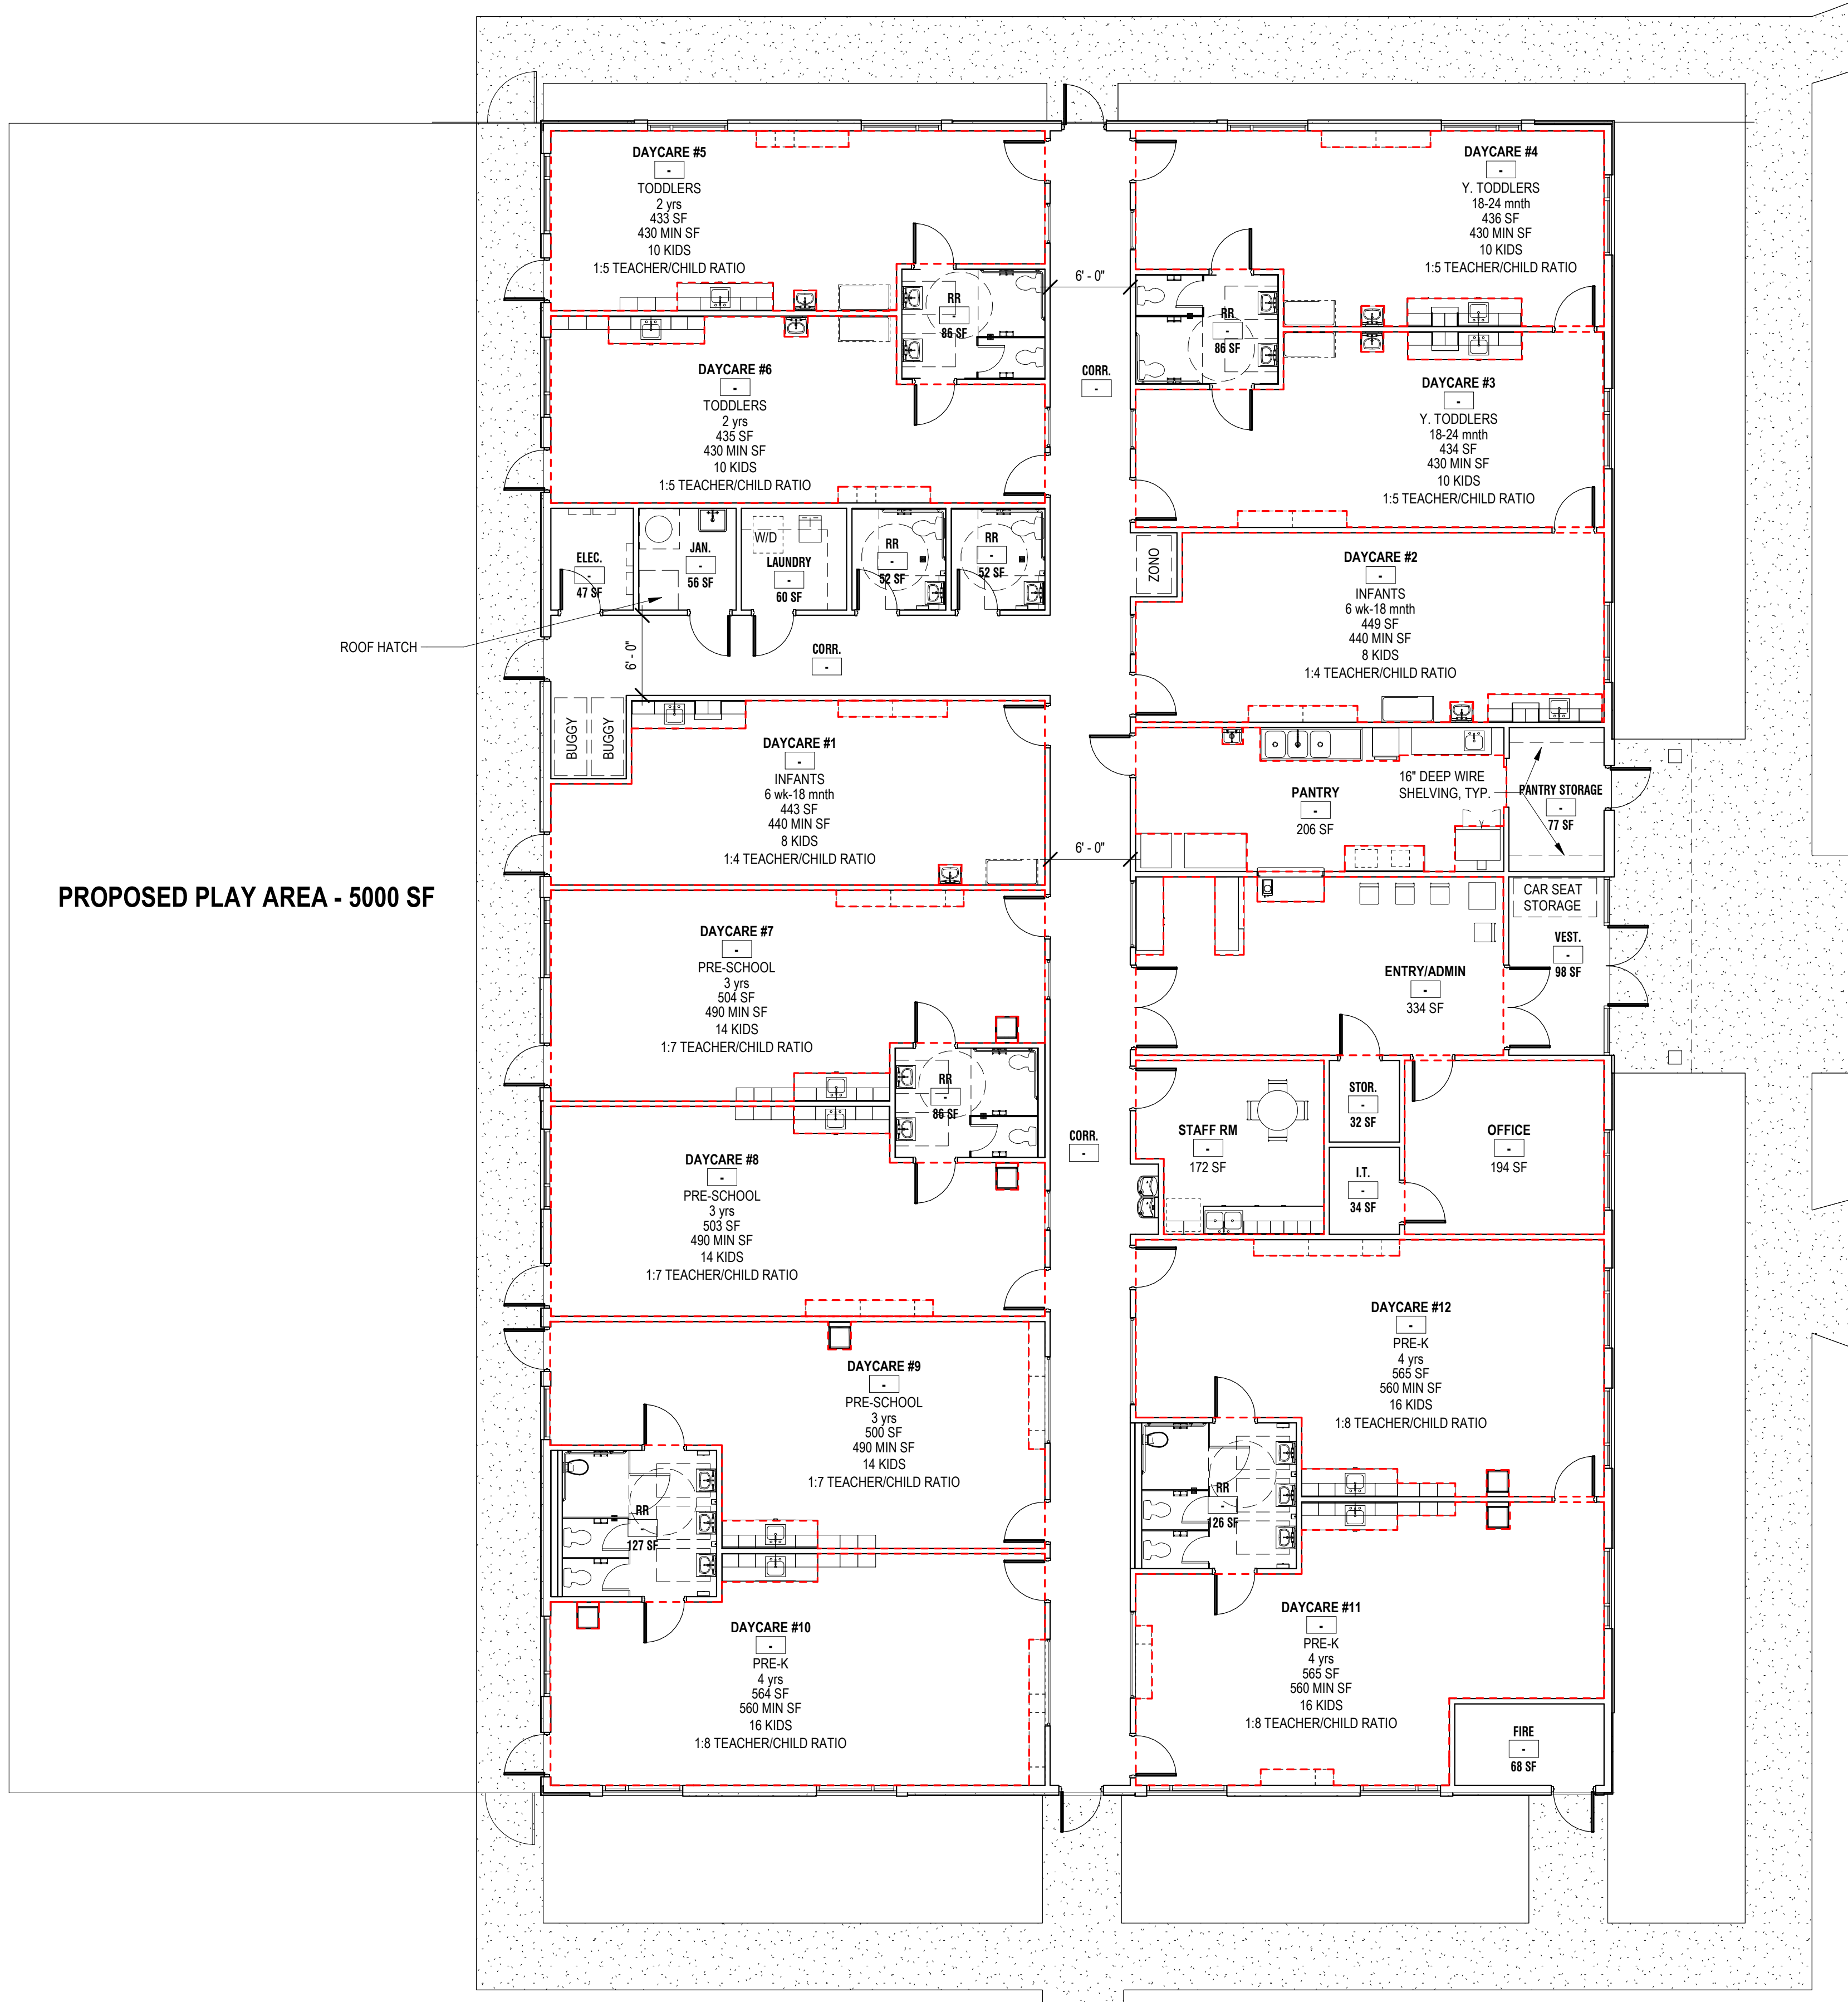 DAYCARE #5
-
TODDLERS
2 yrs
433 SF
430 MIN SF
10 KIDS
1:5 TEACHER/CHILD RATIO
DAYCARE #4
-
Y. TODDLERS
18-24 mnth
436 SF
430 MIN SF
10 KIDS
1:5 TEACHER/CHILD RATIO
RR
-
86 SF
6' - 0"
RR
-
86 SF
DAYCARE #6
-
TODDLERS
2 yrs
435 SF
430 MIN SF
10 KIDS
1:5 TEACHER/CHILD RATIO
CORR.
-
DAYCARE #3
-
Y. TODDLERS
18-24 mnth
434 SF
430 MIN SF
10 KIDS
1:5 TEACHER/CHILD RATIO
ELEC.
-
47 SF
JAN.
-
56 SF
W/D
LAUNDRY
-
60 SF
RR
-
52 SF
RR
-
52 SF
ZONO
DAYCARE #2
-
INFANTS
6 wk-18 mnth
449 SF
440 MIN SF
8 KIDS
1:4 TEACHER/CHILD RATIO
ROOF HATCH
6' - 0"
CORR.
-
BUGGY
BUGGY
DAYCARE #1
-
INFANTS
6 wk-18 mnth
443 SF
440 MIN SF
8 KIDS
1:4 TEACHER/CHILD RATIO
6' - 0"
PANTRY
-
206 SF
16" DEEP WIRE
SHELVING, TYP.
PANTRY STORAGE
-
77 SF
PROPOSED PLAY AREA - 5000 SF
CAR SEAT
STORAGE
VEST.
-
98 SF
DAYCARE #7
-
PRE-SCHOOL
3 yrs
504 SF
490 MIN SF
14 KIDS
1:7 TEACHER/CHILD RATIO
ENTRY/ADMIN
-
334 SF
RR
-
86 SF
STOR.
-
32 SF
CORR.
-
STAFF RM
-
172 SF
OFFICE
-
194 SF
I.T.
-
34 SF
DAYCARE #8
-
PRE-SCHOOL
3 yrs
503 SF
490 MIN SF
14 KIDS
1:7 TEACHER/CHILD RATIO
DAYCARE #12
-
PRE-K
4 yrs
565 SF
560 MIN SF
16 KIDS
1:8 TEACHER/CHILD RATIO
DAYCARE #9
-
PRE-SCHOOL
3 yrs
500 SF
490 MIN SF
14 KIDS
1:7 TEACHER/CHILD RATIO
RR
-
127 SF
RR
-
126 SF
DAYCARE #10
-
PRE-K
4 yrs
564 SF
560 MIN SF
16 KIDS
1:8 TEACHER/CHILD RATIO
DAYCARE #11
-
PRE-K
4 yrs
565 SF
560 MIN SF
16 KIDS
1:8 TEACHER/CHILD RATIO
FIRE
-
68 SF